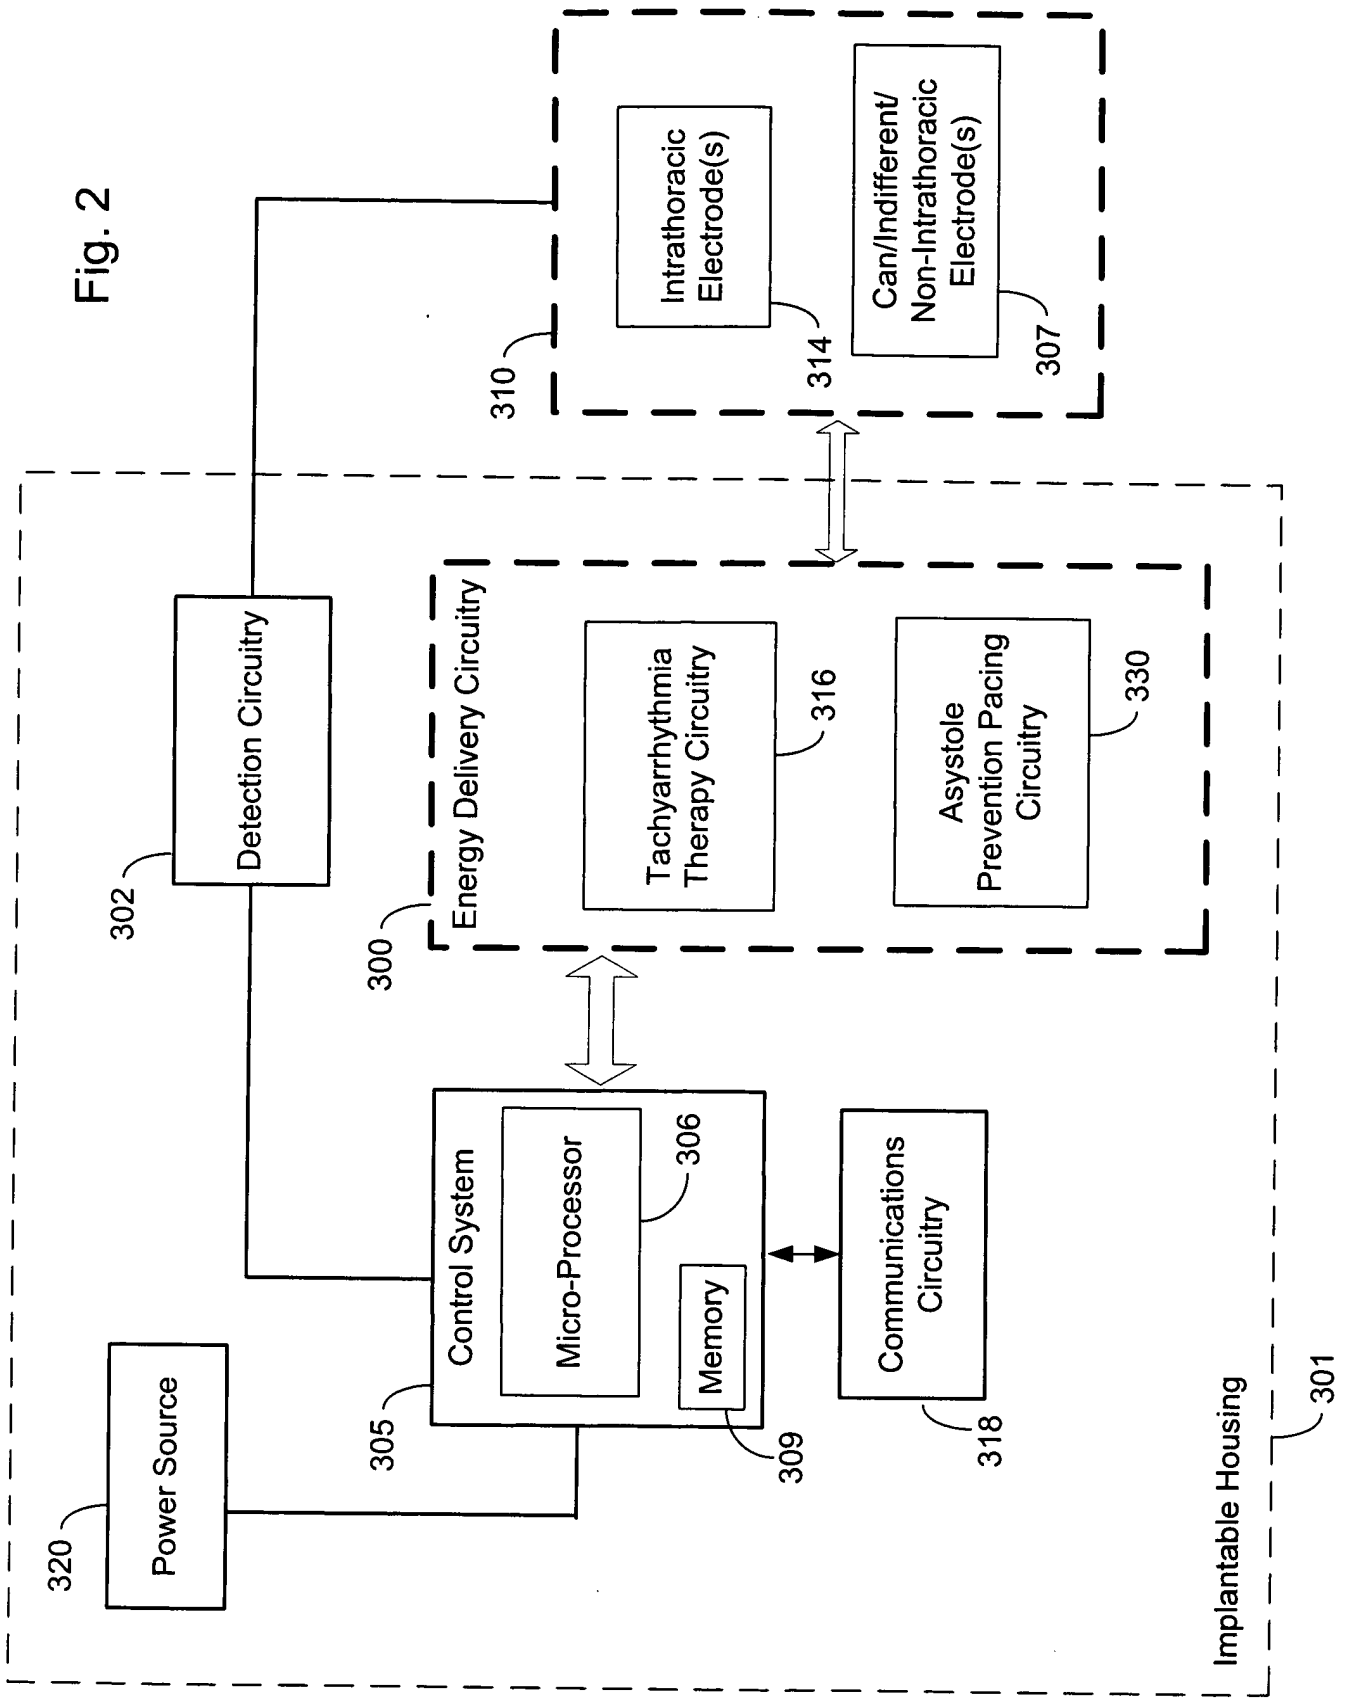 Fig. 2
320
Power Source
302
Detection Circuitry
310
Intrathoracic
Electrode(s)
314
Can/Indifferent/
Non-Intrathoracic
Electrode(s)
307
305
Control System
Micro-Processor
306
Memory
309
300
Energy Delivery Circuitry
Tachyarrhythmia
Therapy Circuitry
316
Asystole
Prevention Pacing
Circuitry
330
Communications
Circuitry
318
Implantable Housing
301